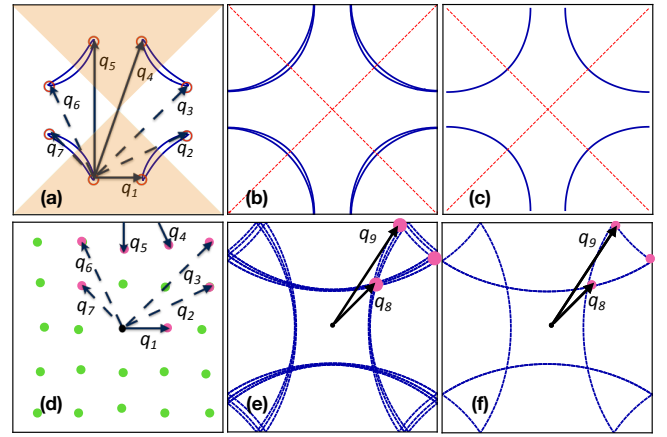 q5 q4
q6 q3
q7 q2
q1
(a) (b) (c)
q4
q5
q6 q3
q7 q2
q1
(d)
q9
q8
(e)
q9
q8
(f)